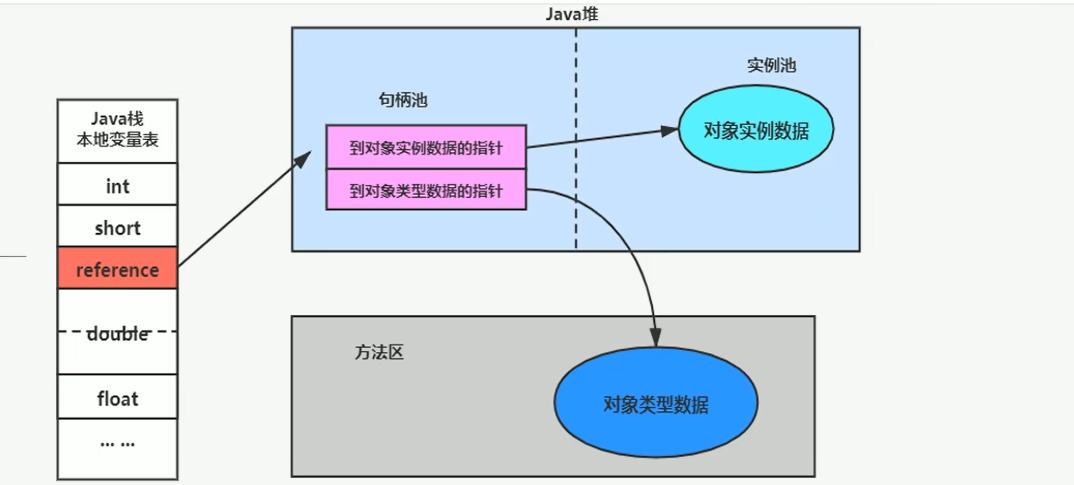 Java堆
实例池
句柄池
Java栈
本地变量表
到对象实例数据的指针
对象实例数据
int
到对象类型数据的指针
short
reference
double
方法区
float
对象类型数据
... ...